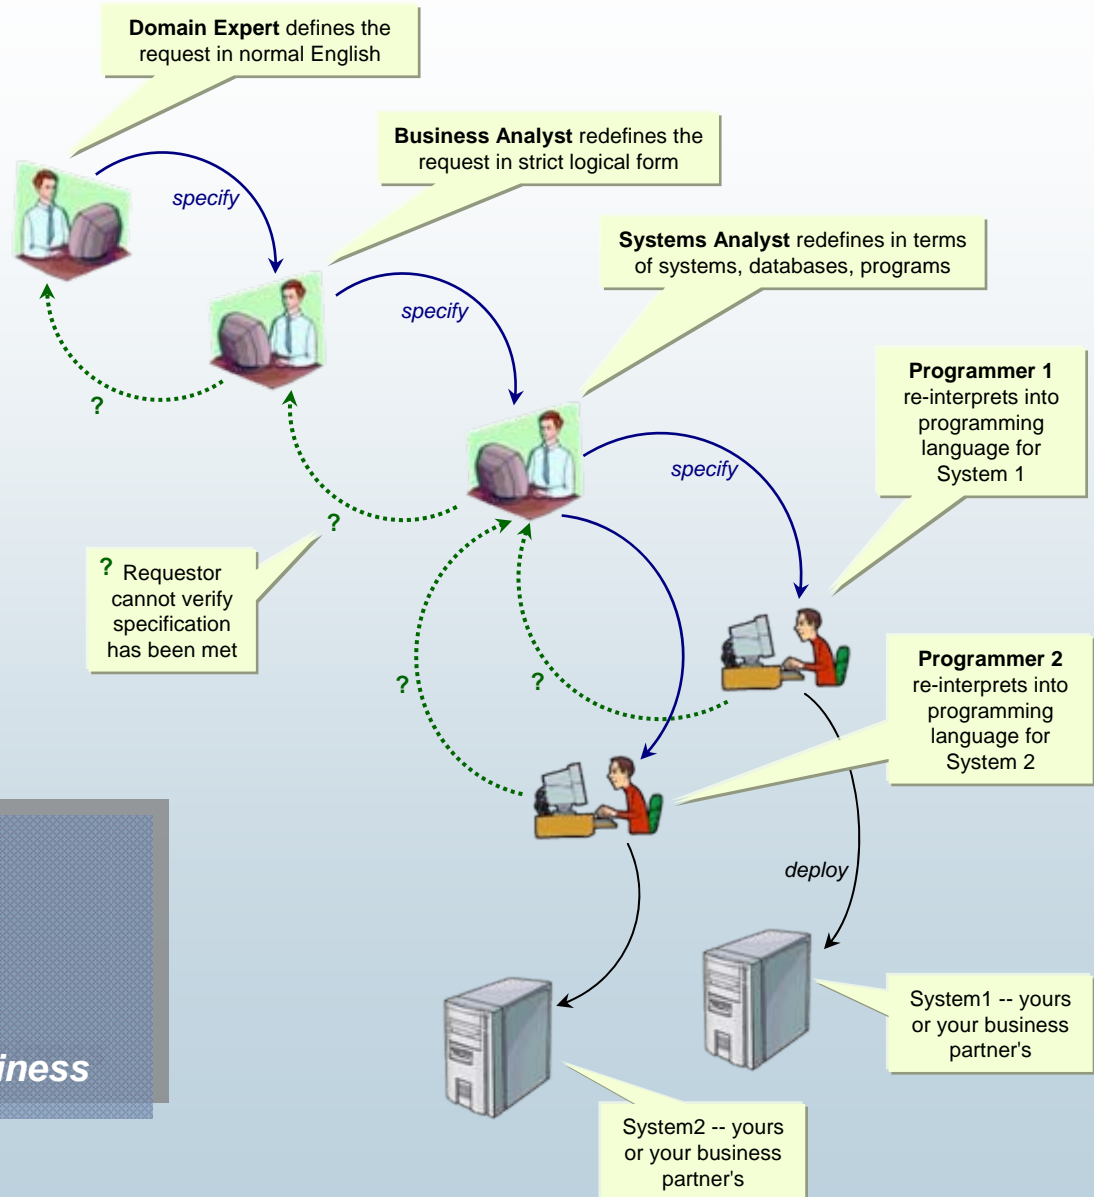 Domain Expert defines the
request in normal English
Business Analyst redefines the
request in strict logical form
specify
Systems Analyst redefines in terms
of systems, databases, programs
specify
Programmer 1
re-interprets into
programming
language for
System 1
?
specify
?
? Requestor
cannot verify
specification
has been met
Programmer 2
re-interprets into
programming
language for
System 2
?
?
deploy
System1 -- yours
or your business
partner's
iness
System2 -- yours
or your business
partner's